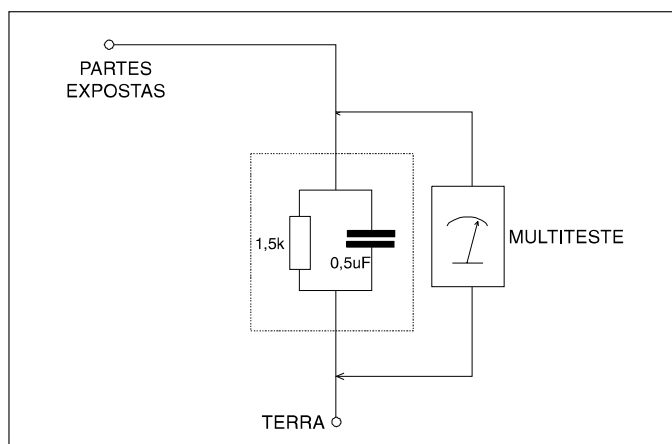 PARTES
EXPOSTAS
1,5k
0,5uF
MULTITESTE
TERRA